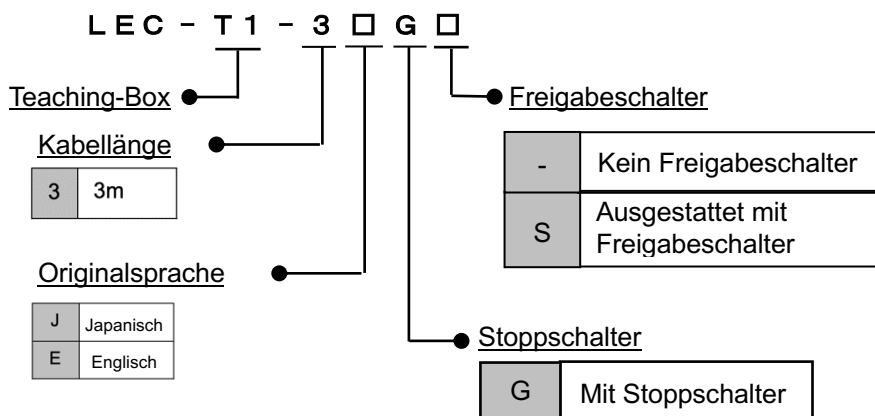 LEC - T1 - 3 □ G □
Teaching-Box
Kabellänge
3 3m
Originalsprache
J Japanisch
E Englisch
Freigabeschalter
- Kein Freigabeschalter
S Ausgestattet mit
Freigabeschalter
Stoppschalter
G Mit Stoppschalter